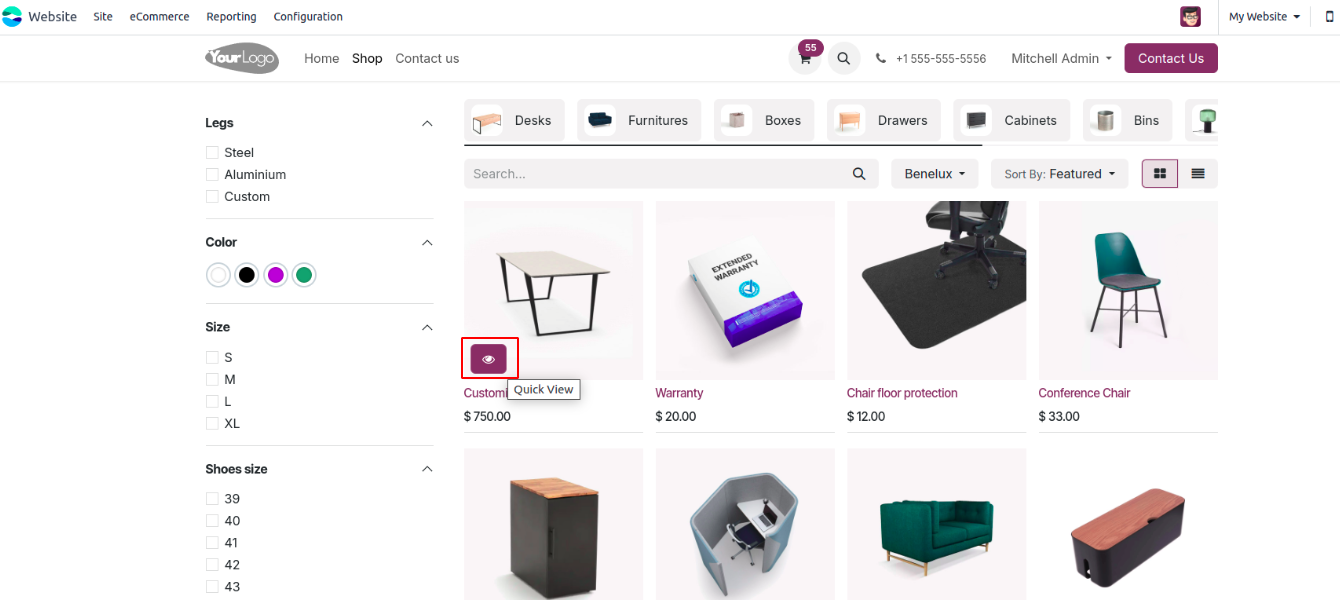 Website Site eCommerce Reporting Configuration My Website
YourLogo Home Shop Contact us 55 +1 555-555-5556 Mitchell Admin Contact Us
Legs
Steel
Aluminium
Custom
Color
Size
S
M
L
XL
Shoes size
39
40
41
42
43
Desks Furnitures Boxes Drawers Cabinets Bins
Search... Benelux Sort By: Featured
EXTENDED
WARRANTY
Quick View
Customi Warranty Chair floor protection Conference Chair
$ 750.00 $ 20.00 $ 12.00 $ 33.00